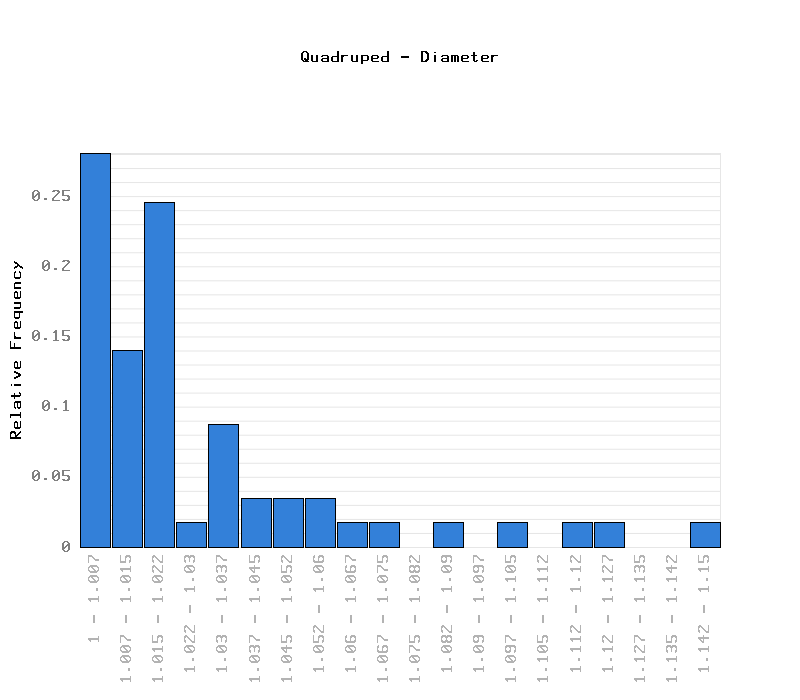 Quadruped - Diameter
Relative Frequency
0.25
0.2
0.15
0.1
0.05
0
1 - 1.007
1.007 - 1.015
1.015 - 1.022
1.022 - 1.03
1.03 - 1.037
1.037 - 1.045
1.045 - 1.052
1.052 - 1.06
1.06 - 1.067
1.067 - 1.075
1.075 - 1.082
1.082 - 1.09
1.09 - 1.097
1.097 - 1.105
1.105 - 1.112
1.112 - 1.12
1.12 - 1.127
1.127 - 1.135
1.135 - 1.142
1.142 - 1.15